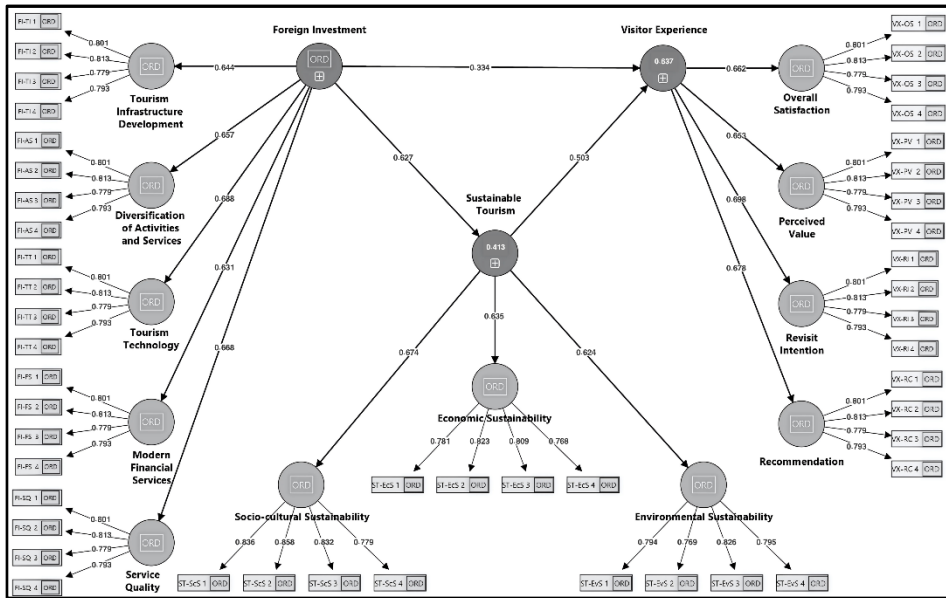 Foreign Investment
Visitor Experience
FI-TI 1 ORD
FI-TI 2 ORD
FI-TI 3 ORD
FI-TI 4 ORD
0.801
0.813
0.779
0.793
ORD
Tourism
Infrastructure
Development
0.644
ORD
0.334
0.637
0.662
ORD
Overall
Satisfaction
0.801
0.813
0.779
0.793
VX-OS 1 ORD
VX-OS 2 ORD
VX-OS 3 ORD
VX-OS 4 ORD
FI-AS 1 ORD
FI-AS 2 ORD
FI-AS 3 ORD
FI-AS 4 ORD
0.801
0.813
0.779
0.793
ORD
Diversification
of Activities
and Services
0.657
0.627
0.503
0.653
ORD
Perceived
Value
0.801
0.813
0.779
0.793
VX-PV 1 ORD
VX-PV 2 ORD
VX-PV 3 ORD
VX-PV 4 ORD
Sustainable
Tourism
0.413
FI-TT 1 ORD
FI-TT 2 ORD
FI-TT 3 ORD
FI-TT 4 ORD
0.801
0.813
0.779
0.793
ORD
Tourism
Technology
0.688
0.698
ORD
Revisit
Intention
0.801
0.813
0.779
0.793
VX-RI 1 ORD
VX-RI 2 ORD
VX-RI 3 ORD
VX-RI 4 ORD
FI-FS 1 ORD
FI-FS 2 ORD
FI-FS 3 ORD
FI-FS 4 ORD
0.801
0.813
0.779
0.793
ORD
Modern
Financial
Services
0.631
0.678
ORD
Recommendation
0.801
0.813
0.779
0.793
VX-RC 1 ORD
VX-RC 2 ORD
VX-RC 3 ORD
VX-RC 4 ORD
FI-SQ 1 ORD
FI-SQ 2 ORD
FI-SQ 3 ORD
FI-SQ 4 ORD
0.801
0.813
0.779
0.793
ORD
Service
Quality
0.668
0.674
0.635
0.624
ORD
Economic Sustainability
0.781
0.823
0.809
0.768
ST-EcS 1 ORD
ST-EcS 2 ORD
ST-EcS 3 ORD
ST-EcS 4 ORD
ORD
Socio-cultural Sustainability
0.836
0.858
0.832
0.779
ST-ScS 1 ORD
ST-ScS 2 ORD
ST-ScS 3 ORD
ST-ScS 4 ORD
ORD
Environmental Sustainability
0.794
0.769
0.826
0.795
ST-EvS 1 ORD
ST-EvS 2 ORD
ST-EvS 3 ORD
ST-EvS 4 ORD